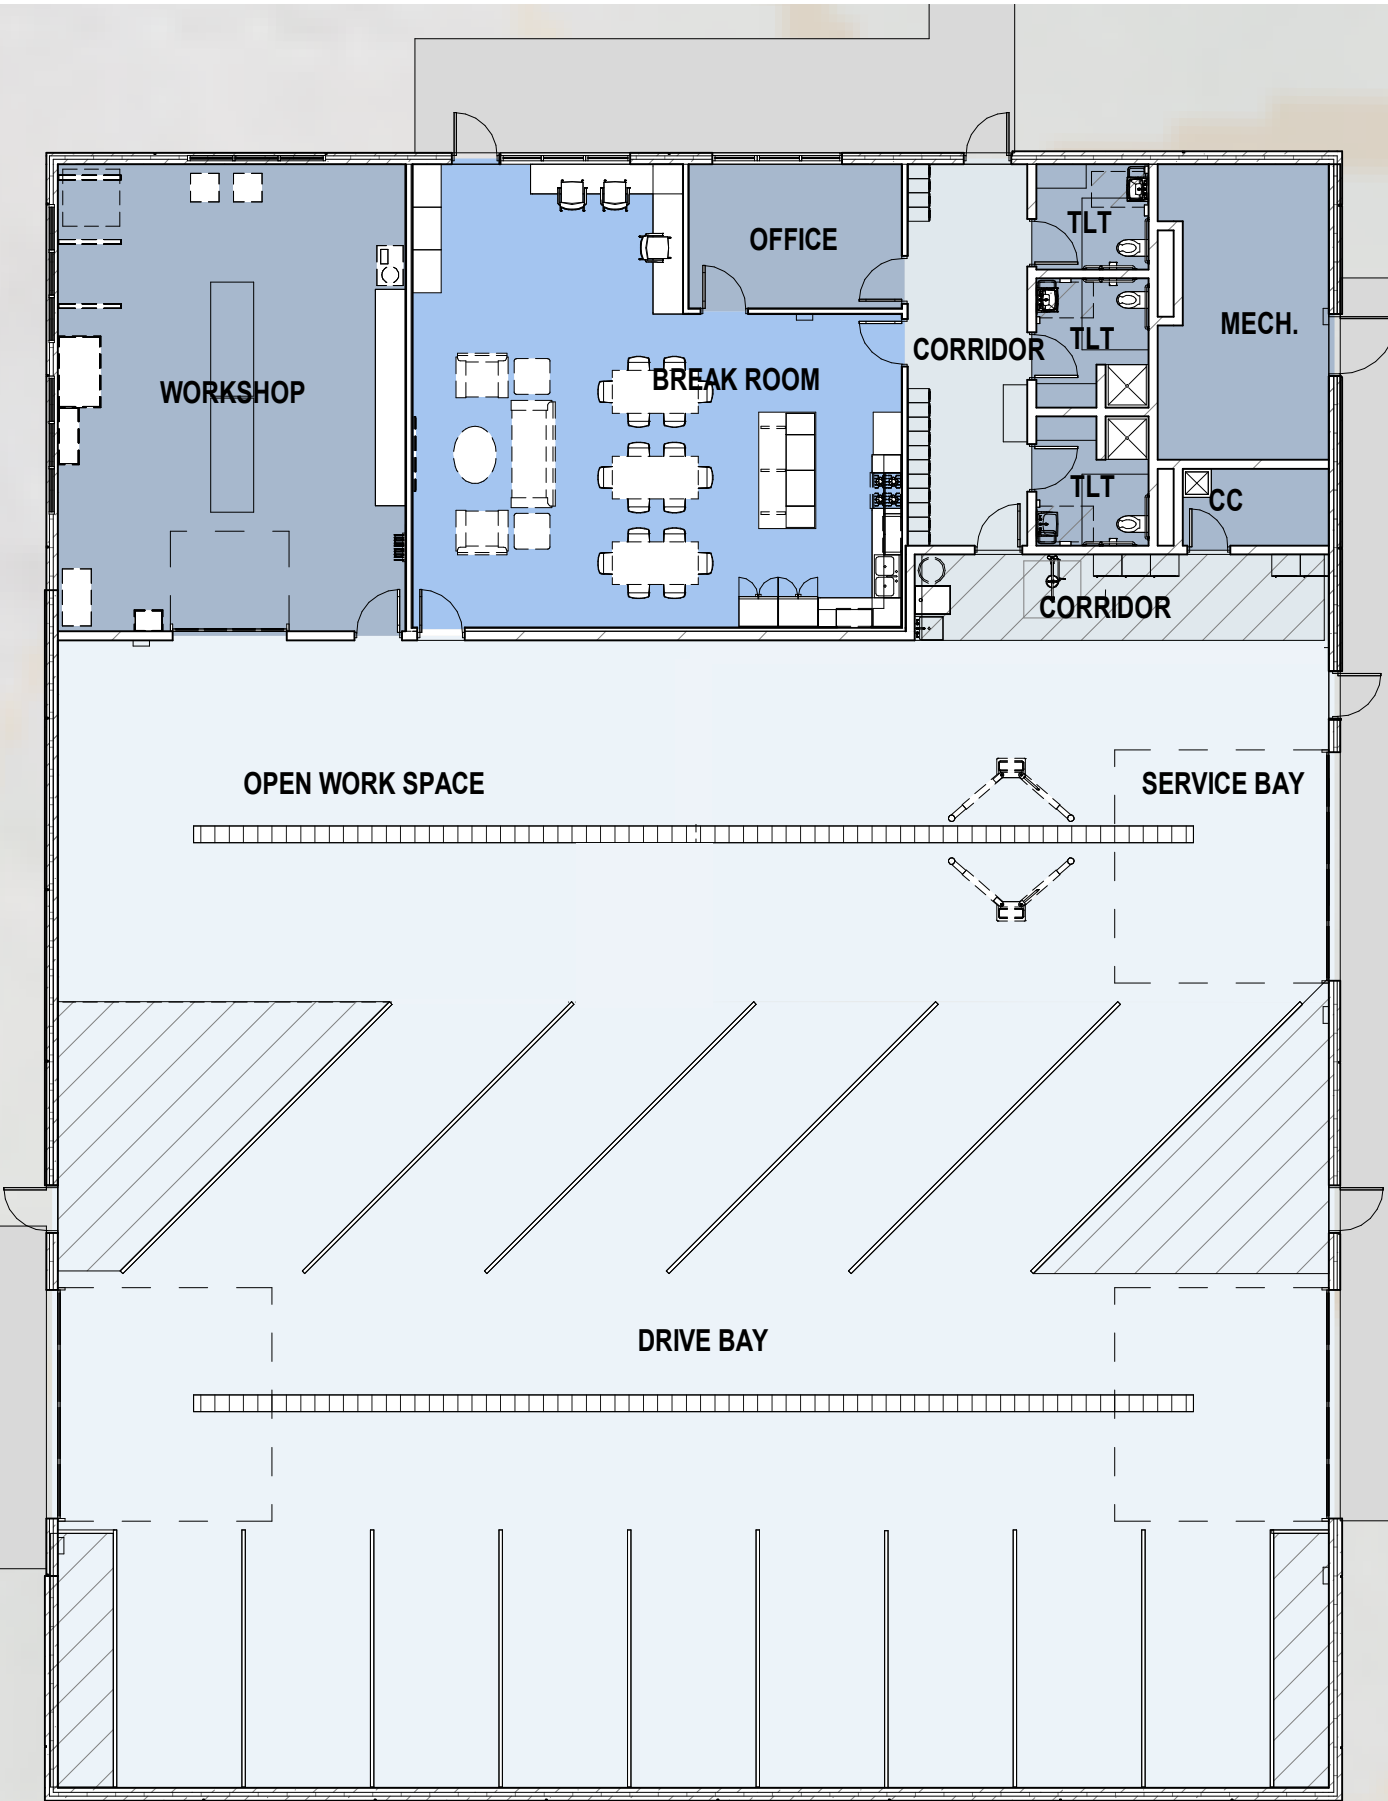 TLT
OFFICE
MECH.
TLT
CORRIDOR
BREAK ROOM
WORKSHOP
TLT
CC
CORRIDOR
OPEN WORK SPACE
SERVICE BAY
DRIVE BAY